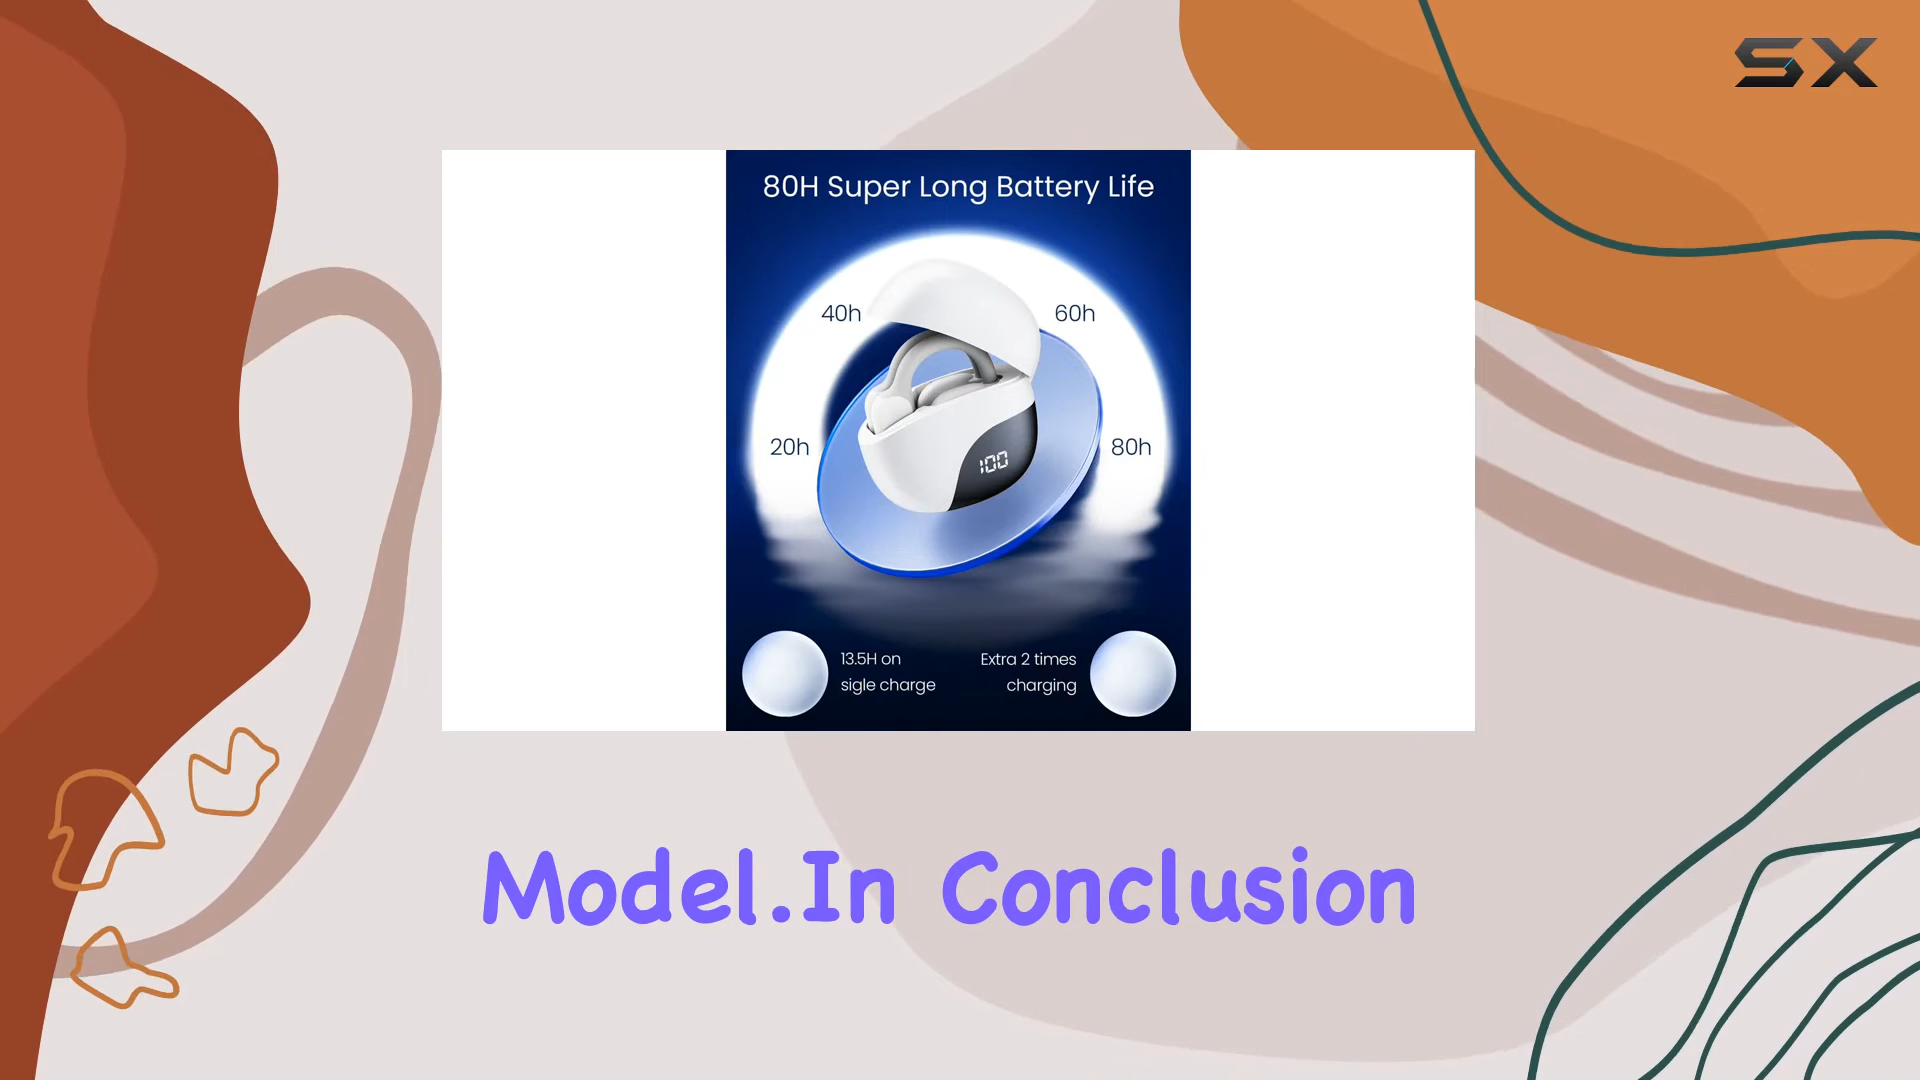 SX
80H Super Long Battery Life
40h 60h
20h 80h
100
13.5H on
sigle charge
Extra 2 times
charging
Model.In Conclusion